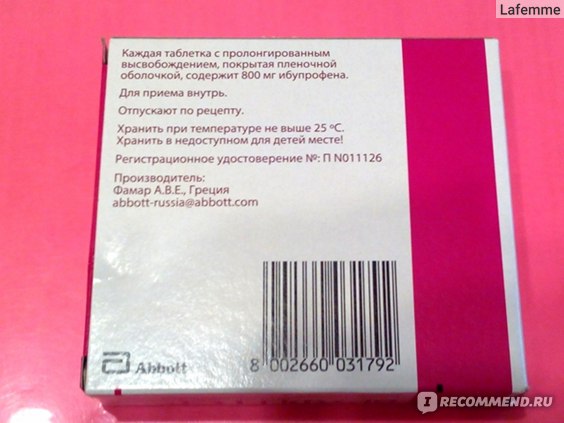 Lafemme
Каждая таблетка с пролонгированным
высвобождением, покрытая пленочной
оболочкой, содержит 800 мг ибупрофена.
Для приема внутрь.
Отпускают по рецепту.
Хранить при температуре не выше 25 ºС.
Хранить в недоступном для детей месте!
Регистрационное удостоверение №: П N011126
Производитель:
Фамар А.В.Е., Греция
abbott-russia@abbott.com
Abbott
8 002660 031792
IRECOMMEND.RU